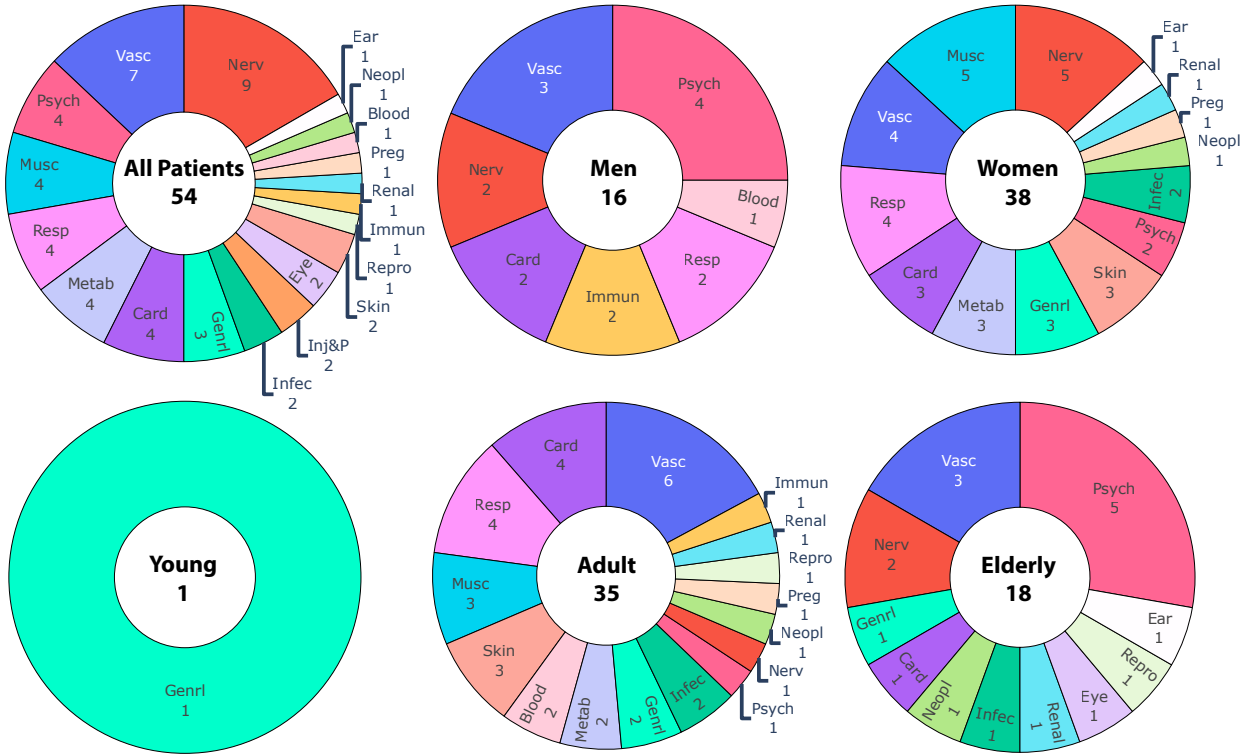 All Patients
54
Nerv
9
Ear
1
Neopl
1
Blood
1
Preg
1
Renal
1
Immun
1
Repro
1
Skin
2
Eye
2
Inj&P
2
Infec
2
Genrl
3
Card
4
Metab
4
Resp
4
Musc
4
Psych
4
Vasc
7
Men
16
Psych
4
Blood
1
Resp
2
Immun
2
Card
2
Nerv
2
Vasc
3
Women
38
Nerv
5
Ear
1
Renal
1
Preg
1
Neopl
1
Infec
2
Psych
2
Skin
3
Genrl
3
Metab
3
Card
3
Resp
4
Vasc
4
Musc
5
Young
1
Genrl
1
Adult
35
Vasc
6
Immun
1
Renal
1
Repro
1
Preg
1
Neopl
1
Nerv
1
Psych
1
Infec
2
Genrl
2
Metab
2
Blood
2
Skin
3
Musc
3
Resp
4
Card
4
Elderly
18
Psych
5
Ear
1
Repro
1
Eye
1
Renal
1
Infec
1
Neopl
1
Card
1
Genrl
1
Nerv
2
Vasc
3